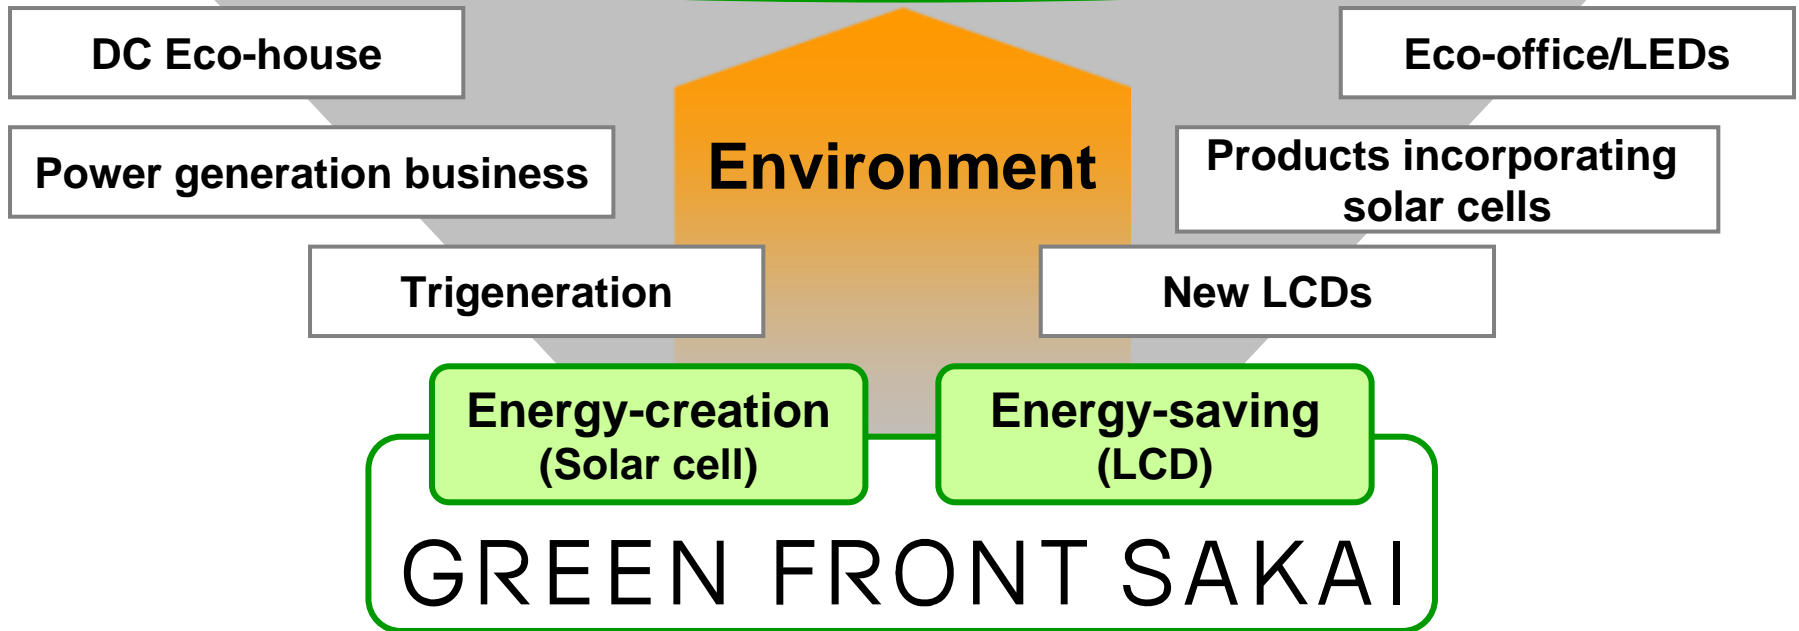 DC Eco-house
Eco-office/LEDs
Power generation business
Environment
Products incorporating
solar cells
Trigeneration
New LCDs
Energy-creation
(Solar cell)
Energy-saving
(LCD)
GREEN FRONT SAKAI